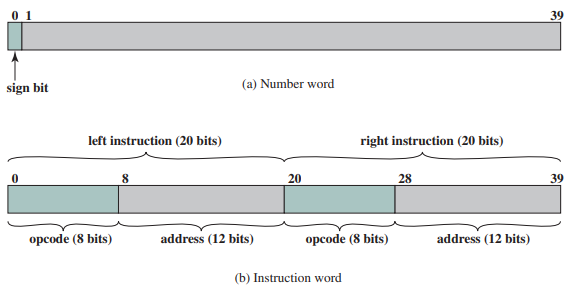 0 1 39
sign bit
(a) Number word
left instruction (20 bits) right instruction (20 bits)
0 8 20 28 39
opcode (8 bits) address (12 bits) opcode (8 bits) address (12 bits)
(b) Instruction word